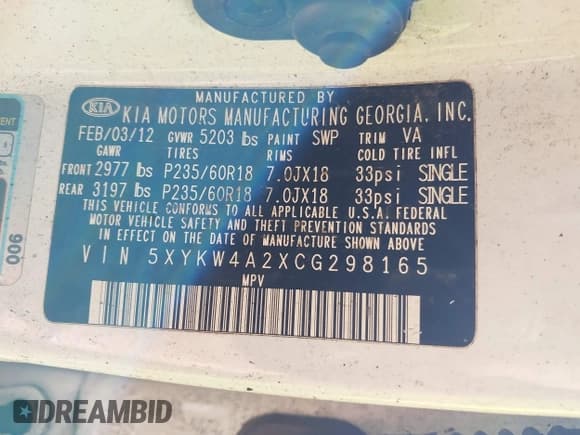 MANUFACTURED BY
KIA KIA MOTORS MANUFACTURING GEORGIA, INC.
FEB/03/12 GVWR 5203 lbs PAINT SWP TRIM VA
GAWR TIRES RIMS COLD TIRE INFL
FRONT 2977 lbs P235/60R18 7.0JX18 33psi SINGLE
REAR 3197 lbs P235/60R18 7.0JX18 33psi SINGLE
THIS VEHICLE CONFORMS TO ALL APPLICABLE U.S.A. FEDERAL
MOTOR VEHICLE SAFETY AND THEFT PREVENTION STANDARDS
IN EFFECT ON THE DATE OF MANUFACTURE SHOWN ABOVE
VIN 5XYKW4A2XCG298165
MPV
900
DREAMBID